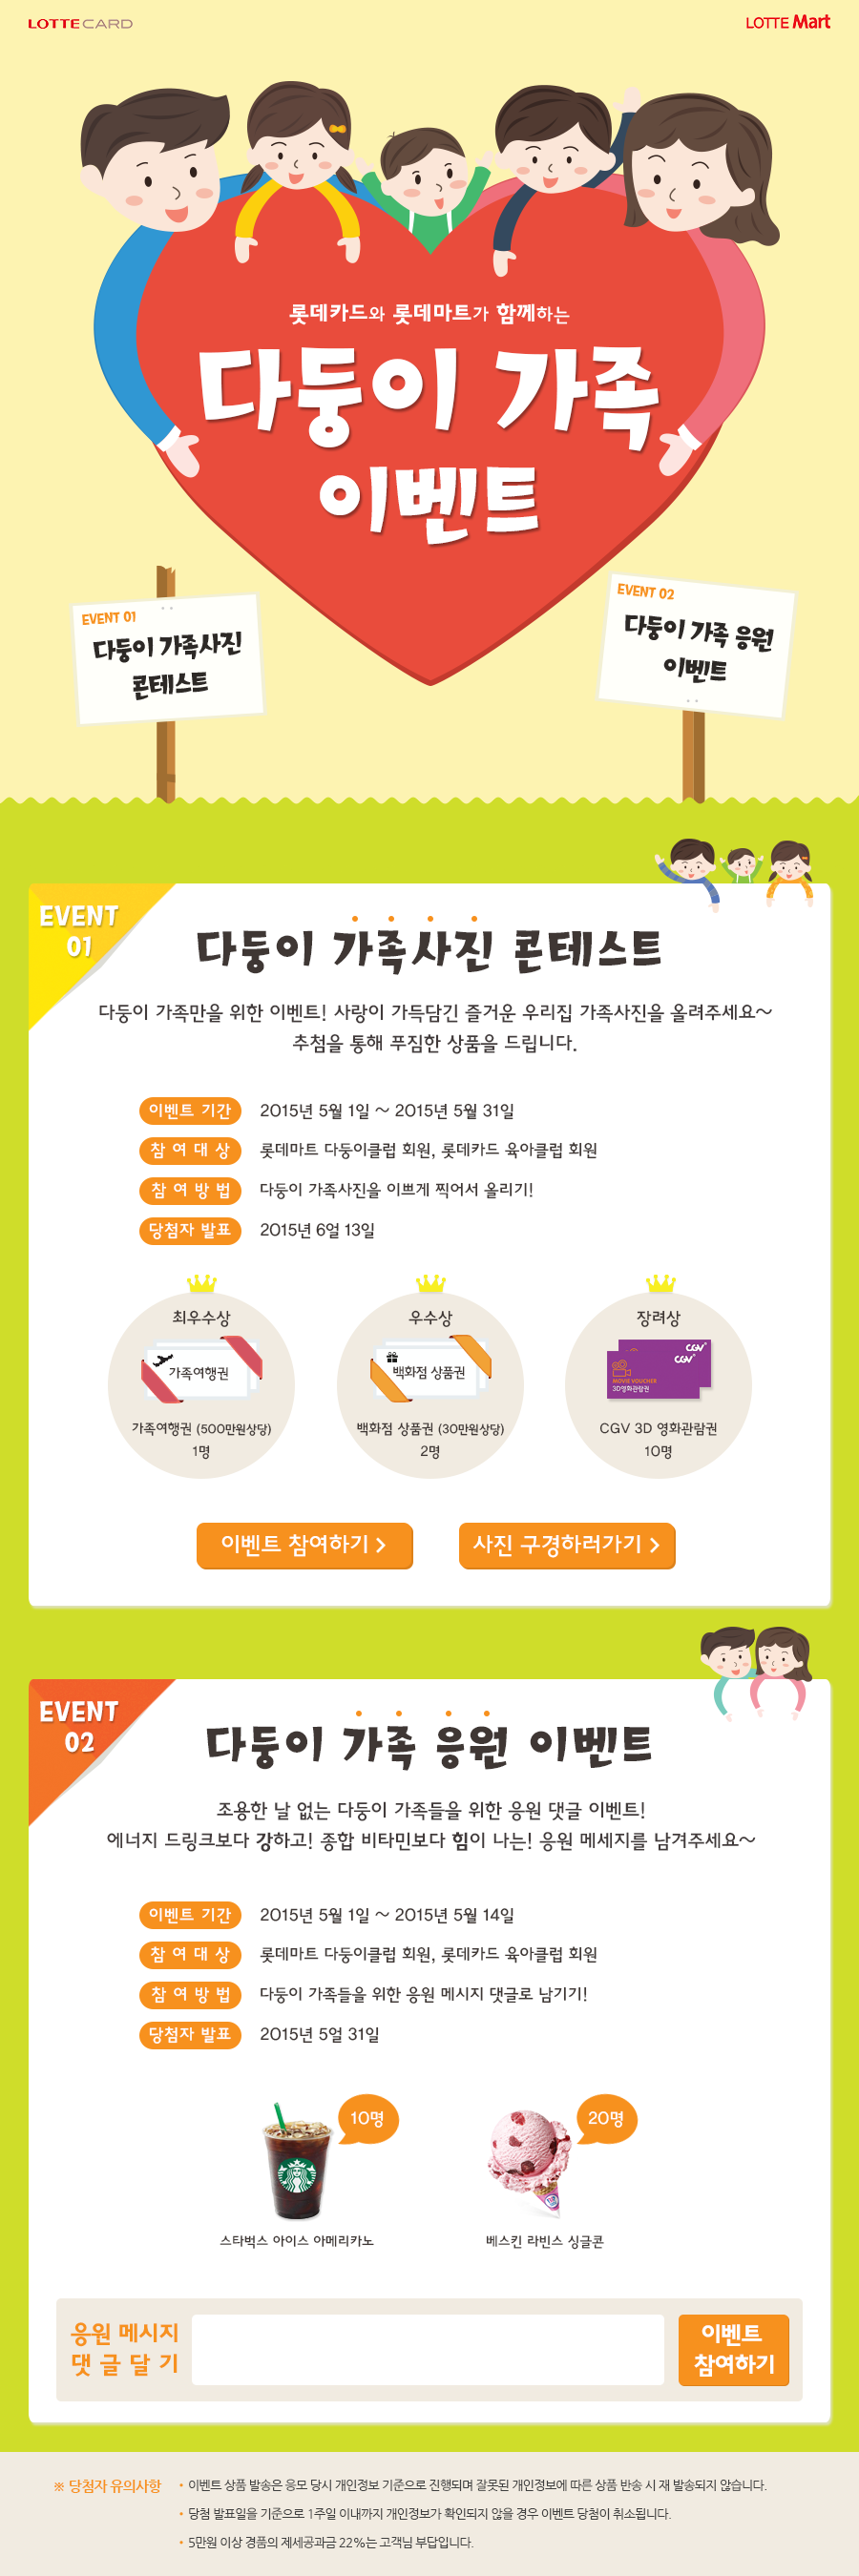 LOTTE CARD
LOTTE Mart
롯데카드와 롯데마트가 함께하는
다둥이 가족
이벤트
EVENT 01
다둥이 가족사진
콘테스트
EVENT 02
다둥이 가족 응원
이벤트
EVENT
01
다둥이 가족사진 콘테스트
다둥이 가족만을 위한 이벤트! 사랑이 가득담긴 즐거운 우리집 가족사진을 올려주세요~
추첨을 통해 푸짐한 상품을 드립니다.
이벤트 기간 2015년 5월 1일 ~ 2015년 5월 31일
참 여 대 상 롯데마트 다둥이클럽 회원, 롯데카드 육아클럽 회원
참 여 방 법 다둥이 가족사진을 이쁘게 찍어서 올리기!
당첨자 발표 2015년 6얼 13일
최우수상
가족여행권
가족여행권 (500만원상당)
1명
우수상
백화점 상품권
백화점 상품권 (30만원상당)
2명
장려상
CGV
CGV
MOVIE VOUCHER
3D영화관람권
CGV 3D 영화관람권
10명
이벤트 참여하기 >
사진 구경하러가기 >
EVENT
02
다둥이 가족 응원 이벤트
조용한 날 없는 다둥이 가족들을 위한 응원 댓글 이벤트!
에너지 드링크보다 강하고! 종합 비타민보다 힘이 나는! 응원 메세지를 남겨주세요~
이벤트 기간 2015년 5월 1일 ~ 2015년 5월 14일
참 여 대 상 롯데마트 다둥이클럽 회원, 롯데카드 육아클럽 회원
참 여 방 법 다둥이 가족들을 위한 응원 메시지 댓글로 남기기!
당첨자 발표 2015년 5얼 31일
10명
스타벅스 아이스 아메리카노
20명
베스킨 라빈스 싱글콘
응원 메시지
댓 글 달 기
이벤트
참여하기
※ 당첨자 유의사항
• 이벤트 상품 발송은 응모 당시 개인정보 기준으로 진행되며 잘못된 개인정보에 따른 상품 반송 시 재 발송되지 않습니다.
• 당첨 발표일을 기준으로 1주일 이내까지 개인정보가 확인되지 않을 경우 이벤트 당첨이 취소됩니다.
• 5만원 이상 경품의 제세공과금 22%는 고객님 부담입니다.